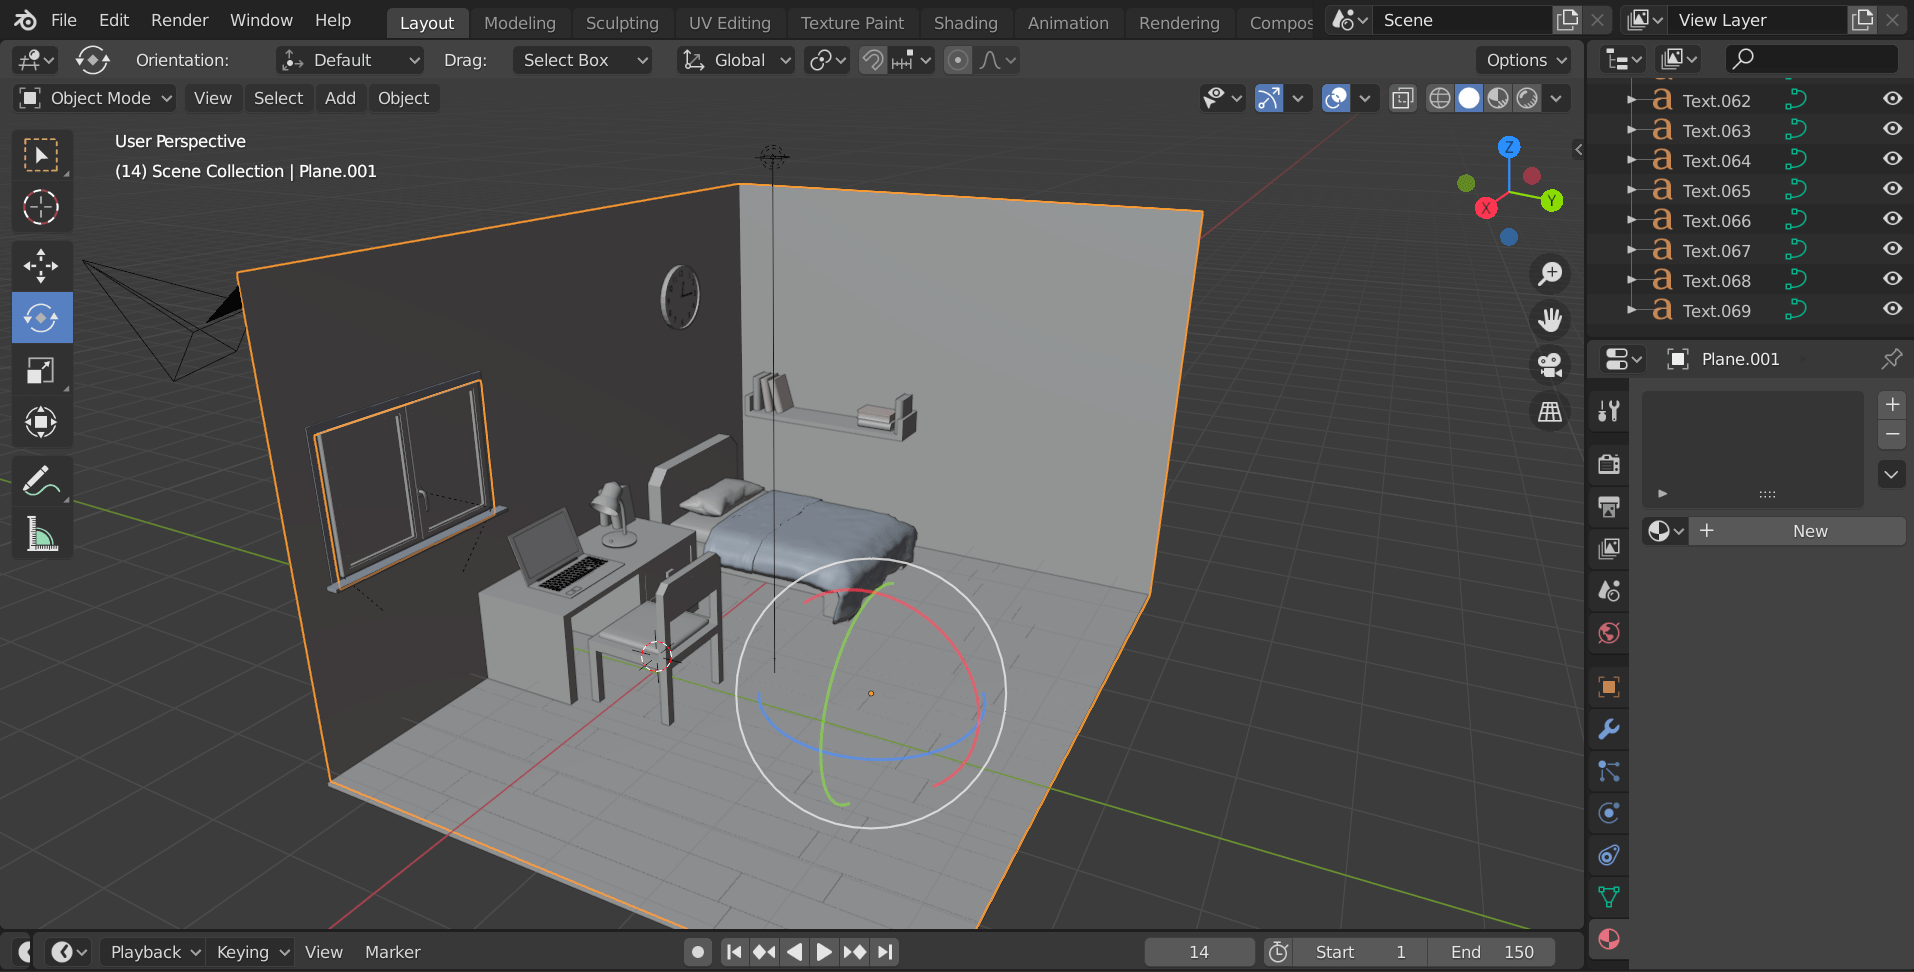 File Edit Render Window Help Layout Modeling Sculpting UV Editing Texture Paint Shading Animation Rendering Compos Scene View Layer
Orientation: Default Drag: Select Box Global Options
Object Mode View Select Add Object
User Perspective
(14) Scene Collection | Plane.001
Z
Y
X
Text.062
Text.063
Text.064
Text.065
Text.066
Text.067
Text.068
Text.069
Plane.001
New
Playback Keying View Marker 14 Start 1 End 150